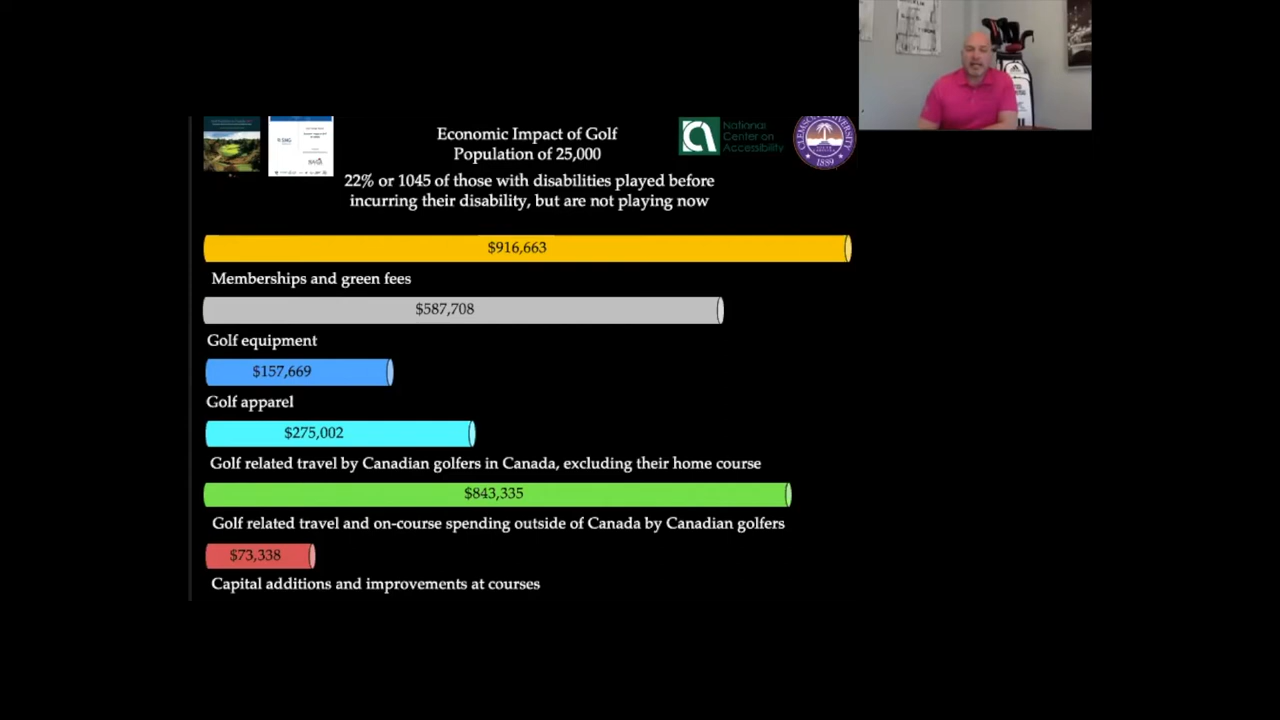 Economic Impact of Golf
Population of 25,000
National
Center on
Accessibility
CLEMSON UNIVERSITY
1889
22% or 1045 of those with disabilities played before
incurring their disability, but are not playing now
$916,663
Memberships and green fees
$587,708
Golf equipment
$157,669
Golf apparel
$275,002
Golf related travel by Canadian golfers in Canada, excluding their home course
$843,335
Golf related travel and on-course spending outside of Canada by Canadian golfers
$73,338
Capital additions and improvements at courses